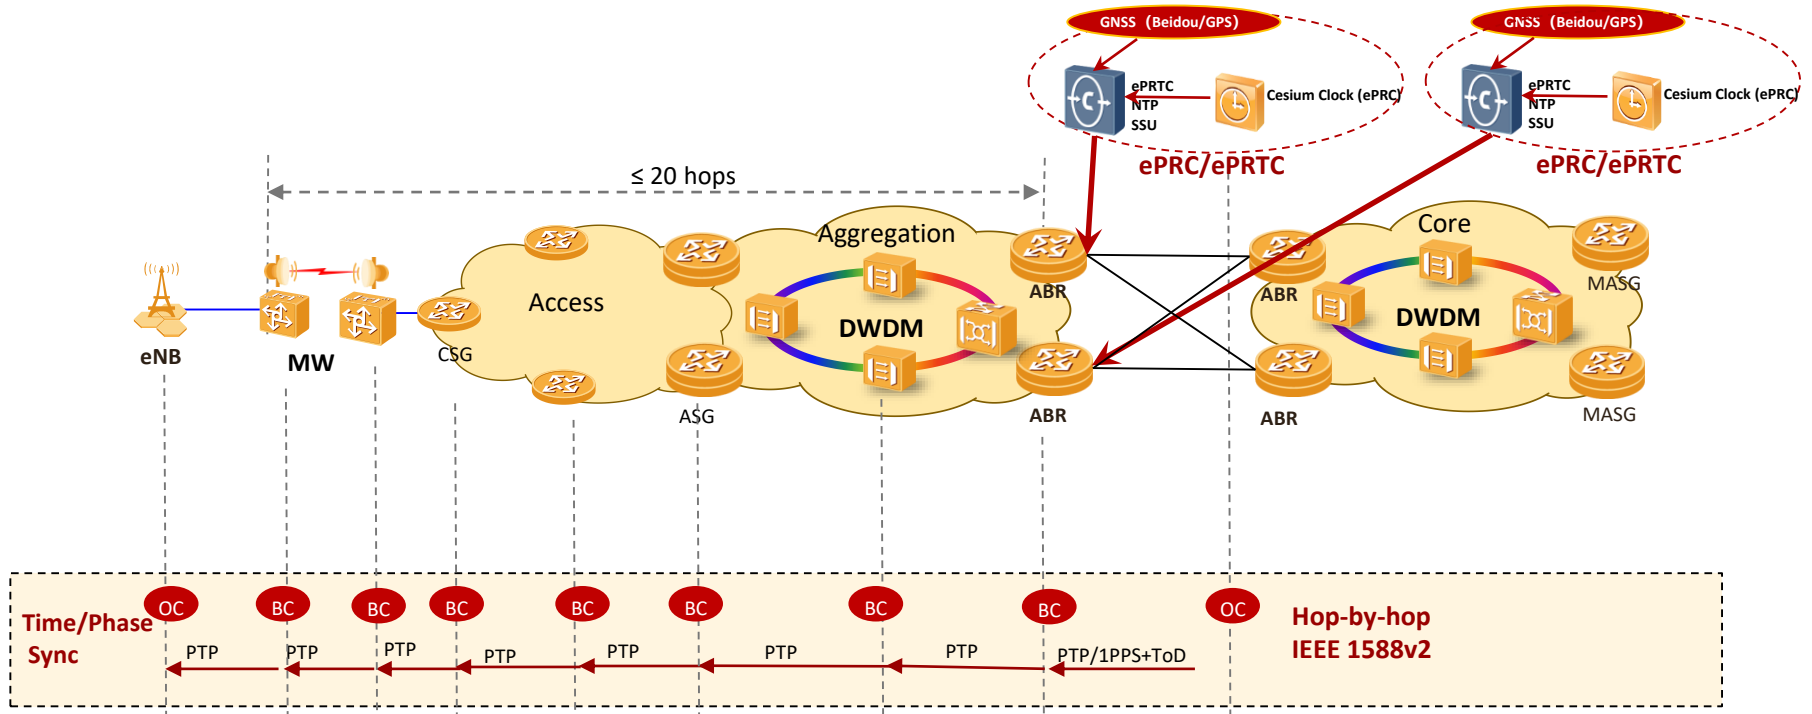 GNSS (Beidou/GPS)
GNSS (Beidou/GPS)
ePRTC
NTP
SSU
Cesium Clock (ePRC)
ePRTC
NTP
SSU
Cesium Clock (ePRC)
ePRC/ePRTC
ePRC/ePRTC
≤ 20 hops
Aggregation
Core
Access
DWDM
DWDM
ABR
ABR
MASG
eNB
MW
CSG
ASG
ABR
ABR
MASG
Time/Phase
Sync
OC
BC
BC
BC
BC
BC
BC
BC
OC
PTP
PTP
PTP
PTP
PTP
PTP
PTP
PTP/1PPS+ToD
Hop-by-hop
IEEE 1588v2